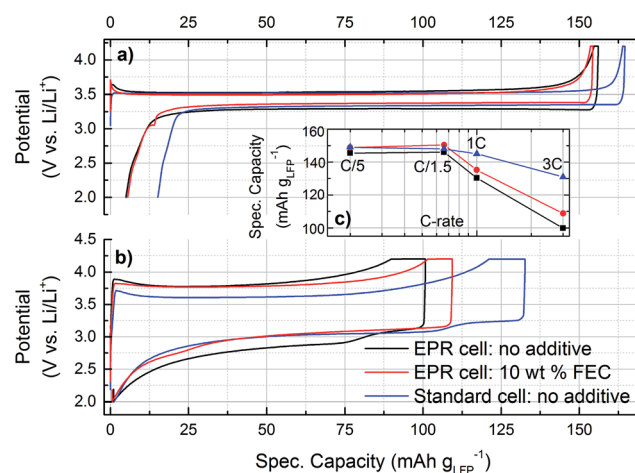 0 25 50 75 100 125 150
a)
4.0
3.5
3.0
2.5
2.0
Potential
(V vs. Li/Li⁺)
160
140
120
100
Spec. Capacity
(mAh g_LFP⁻¹)
C/5
C/1.5
1C
3C
c)
C-rate
b)
4.5
4.0
3.5
3.0
2.5
2.0
Potential
(V vs. Li/Li⁺)
EPR cell: no additive
EPR cell: 10 wt % FEC
Standard cell: no additive
0 25 50 75 100 125 150
Spec. Capacity (mAh g_LFP⁻¹)